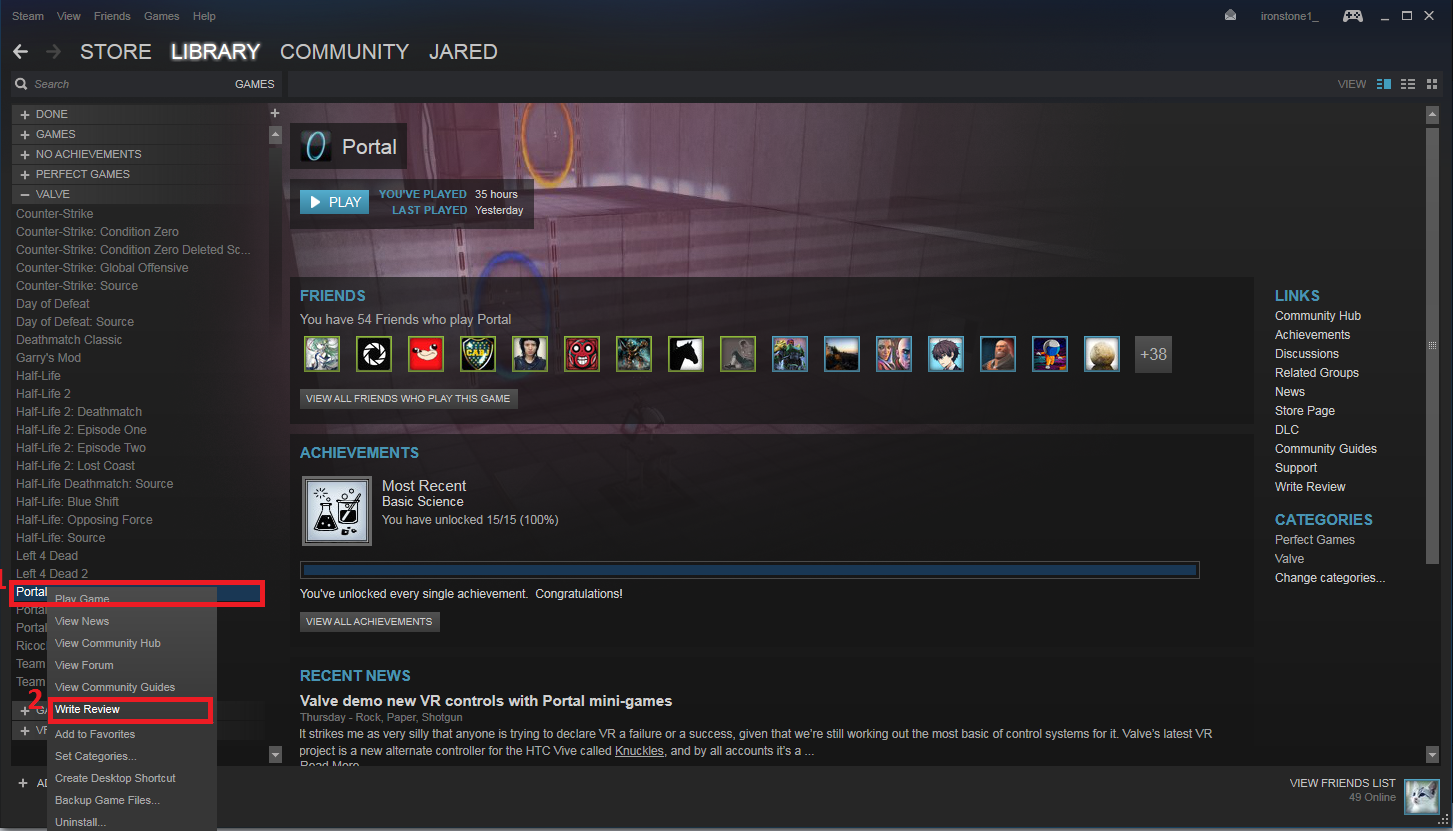 Steam View Friends Games Help
ironstone1_
STORE LIBRARY COMMUNITY JARED
Search GAMES
VIEW
+ DONE
+ GAMES
+ NO ACHIEVEMENTS
+ PERFECT GAMES
− VALVE
Counter-Strike
Counter-Strike: Condition Zero
Counter-Strike: Condition Zero Deleted Sc...
Counter-Strike: Global Offensive
Counter-Strike: Source
Day of Defeat
Day of Defeat: Source
Deathmatch Classic
Garry's Mod
Half-Life
Half-Life 2
Half-Life 2: Deathmatch
Half-Life 2: Episode One
Half-Life 2: Episode Two
Half-Life 2: Lost Coast
Half-Life Deathmatch: Source
Half-Life: Blue Shift
Half-Life: Opposing Force
Half-Life: Source
Left 4 Dead
Left 4 Dead 2
1
Portal
Portal
Portal
Team
Team
Play Game
View News
View Community Hub
View Forum
View Community Guides
2
Write Review
Add to Favorites
Set Categories...
Create Desktop Shortcut
Backup Game Files...
Uninstall...
Portal
PLAY
YOU'VE PLAYED 35 hours
LAST PLAYED Yesterday
FRIENDS
You have 54 Friends who play Portal
+38
VIEW ALL FRIENDS WHO PLAY THIS GAME
ACHIEVEMENTS
Most Recent
Basic Science
You have unlocked 15/15 (100%)
You've unlocked every single achievement. Congratulations!
VIEW ALL ACHIEVEMENTS
RECENT NEWS
Valve demo new VR controls with Portal mini-games
Thursday - Rock, Paper, Shotgun
It strikes me as very silly that anyone is trying to declare VR a failure or a success, given that we're still working out the most basic of control systems for it. Valve's latest VR
project is a new alternate controller for the HTC Vive called Knuckles, and by all accounts it's a ...
Read More
LINKS
Community Hub
Achievements
Discussions
Related Groups
News
Store Page
DLC
Community Guides
Support
Write Review
CATEGORIES
Perfect Games
Valve
Change categories...
VIEW FRIENDS LIST
49 Online